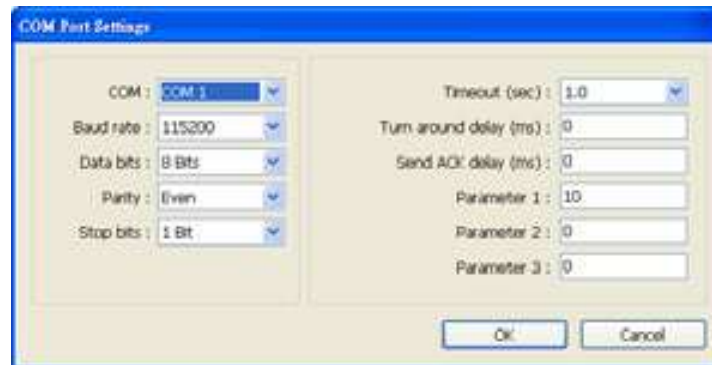 COM Port Settings
COM : COM 1
Baud rate : 115200
Data bits : 8 Bits
Parity : Even
Stop bits : 1 Bit
Timeout (sec) : 1.0
Turn around delay (ms) : 0
Send ACK delay (ms) : 0
Parameter 1 : 10
Parameter 2 : 0
Parameter 3 : 0
OK
Cancel